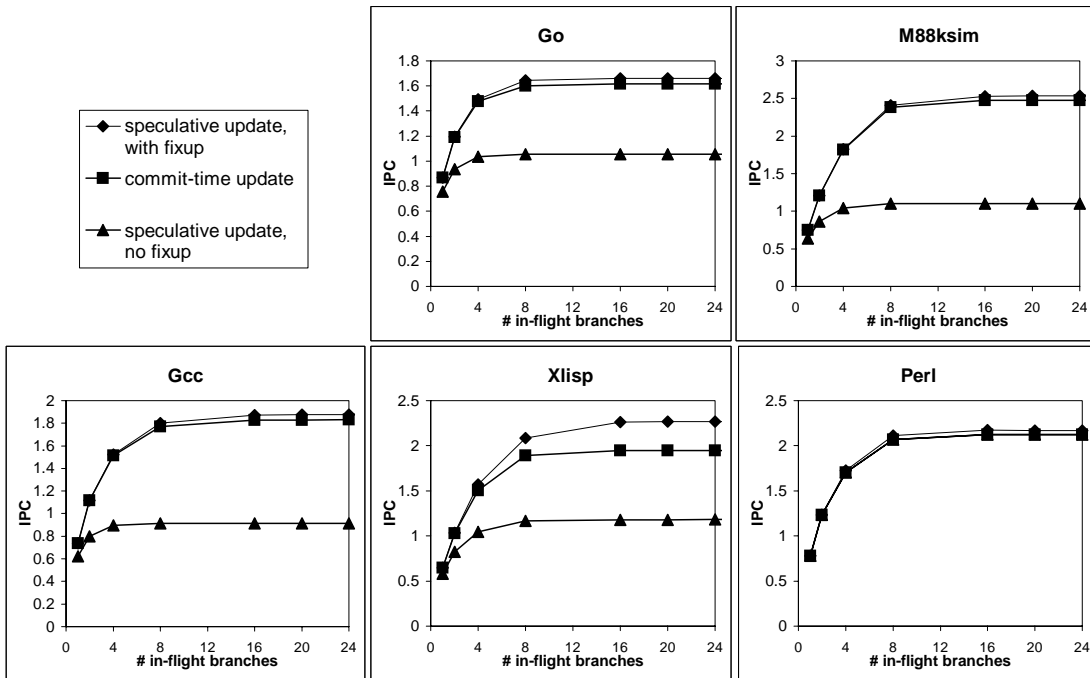 speculative update,
with fixup
commit-time update
speculative update,
no fixup
Go
1.8
1.6
1.4
1.2
1
0.8
0.6
0.4
0.2
0
IPC
0 4 8 12 16 20 24
# in-flight branches
M88ksim
3
2.5
2
1.5
1
0.5
0
IPC
0 4 8 12 16 20 24
# in-flight branches
Gcc
2
1.8
1.6
1.4
1.2
1
0.8
0.6
0.4
0.2
0
IPC
0 4 8 12 16 20 24
# in-flight branches
Xlisp
2.5
2
1.5
1
0.5
0
IPC
0 4 8 12 16 20 24
# in-flight branches
Perl
2.5
2
1.5
1
0.5
0
IPC
0 4 8 12 16 20 24
# in-flight branches